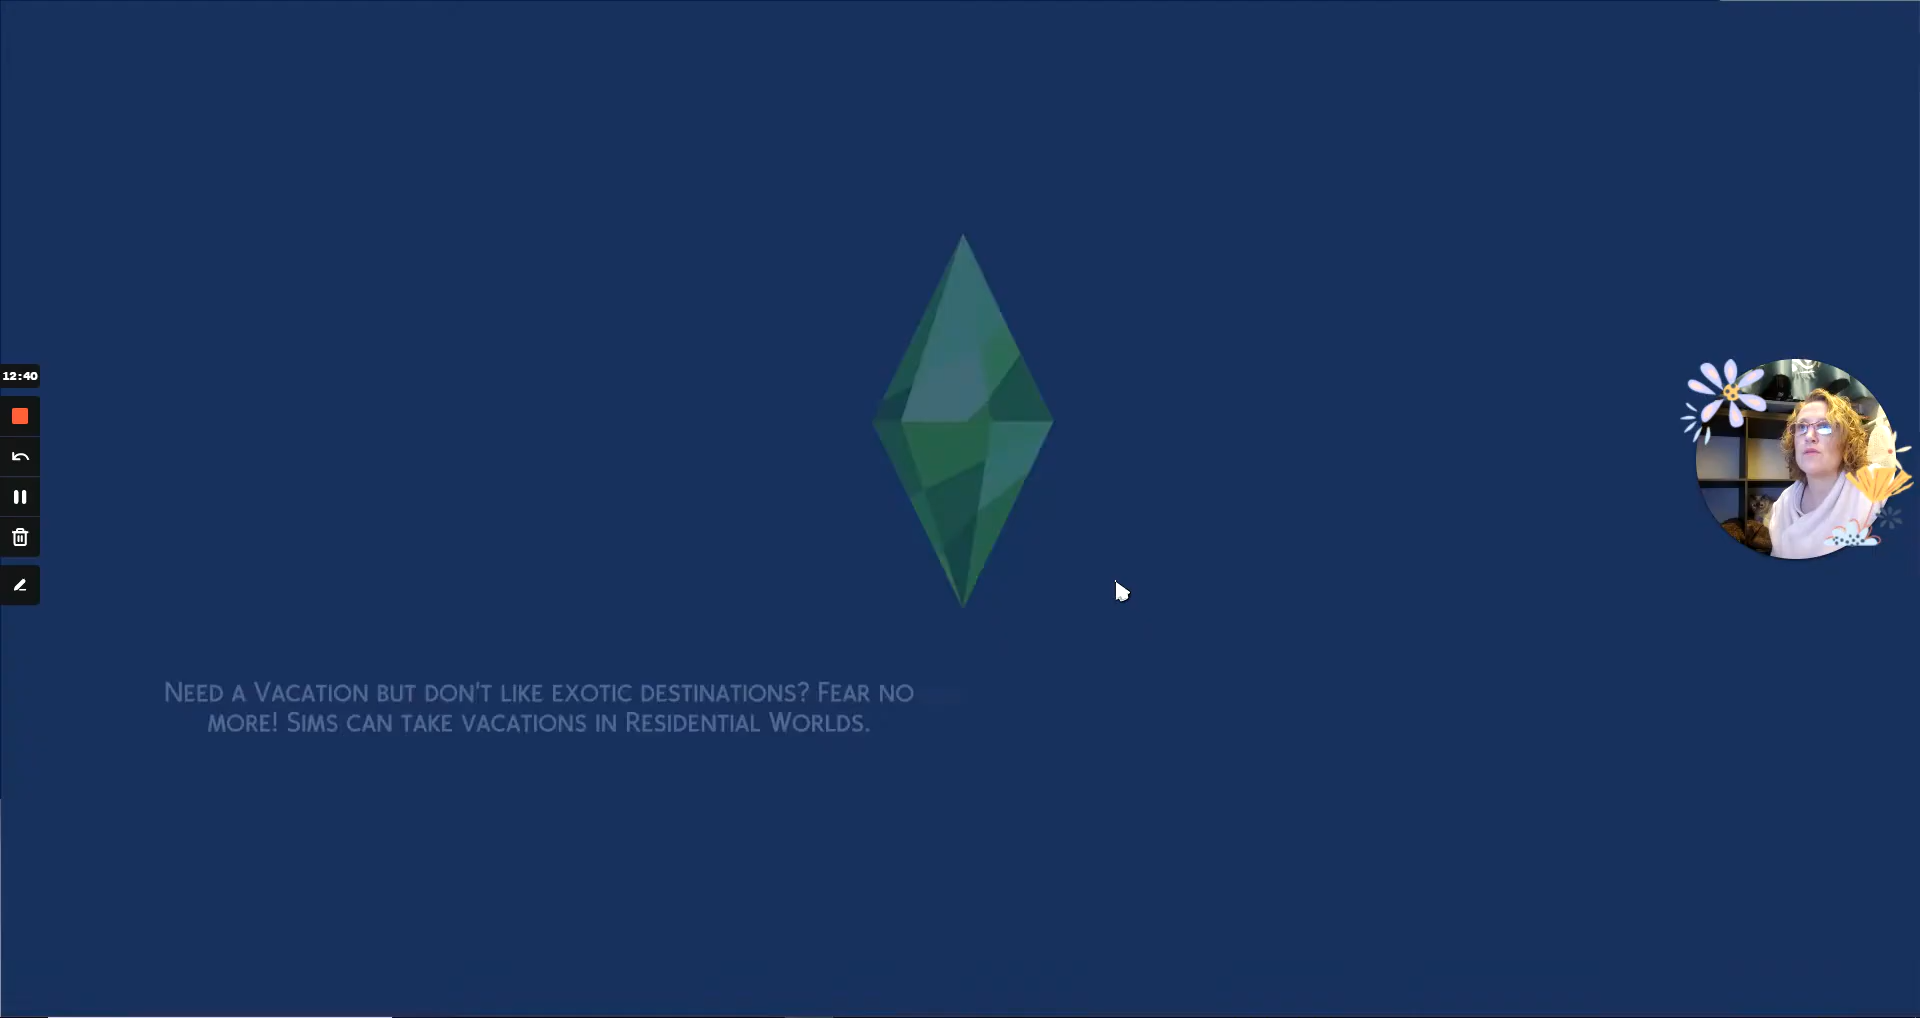 12:40
NEED A VACATION BUT DON'T LIKE EXOTIC DESTINATIONS? FEAR NO
MORE! SIMS CAN TAKE VACATIONS IN RESIDENTIAL WORLDS.